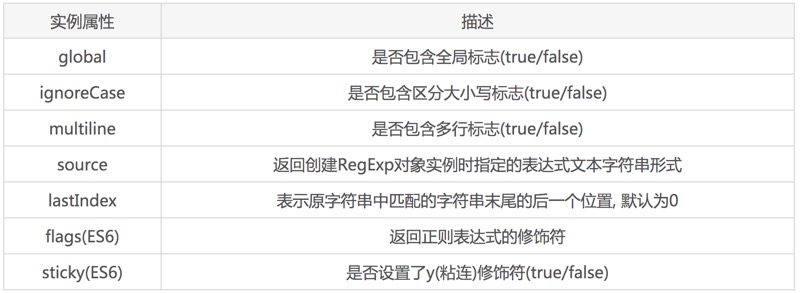 实例属性 描述
global 是否包含全局标志(true/false)
ignoreCase 是否包含区分大小写标志(true/false)
multiline 是否包含多行标志(true/false)
source 返回创建RegExp对象实例时指定的表达式文本字符串形式
lastIndex 表示原字符串中匹配的字符串末尾的后一个位置, 默认为0
flags(ES6) 返回正则表达式的修饰符
sticky(ES6) 是否设置了y(粘连)修饰符(true/false)